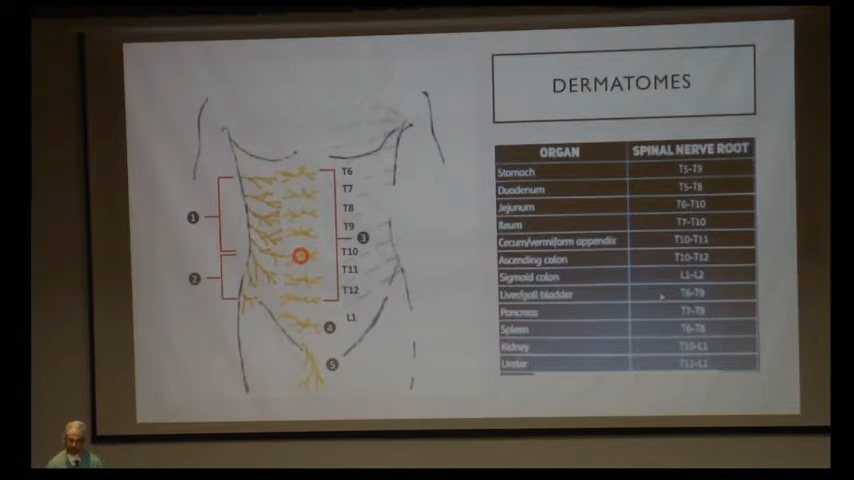 DERMATOMES
T6
T7
T8
T9
T10
T11
T12
L1
1
2
3
4
5
ORGAN SPINAL NERVE ROOT
Stomach T5-T9
Duodenum T5-T8
Jejunum T6-T10
Ileum T7-T10
Cecum/vermiform appendix T10-T11
Ascending colon T10-T12
Sigmoid colon L1-L2
Liver/gall bladder T6-T9
Pancreas T7-T9
Spleen T6-T8
Kidney T10-L1
Ureter T11-L1